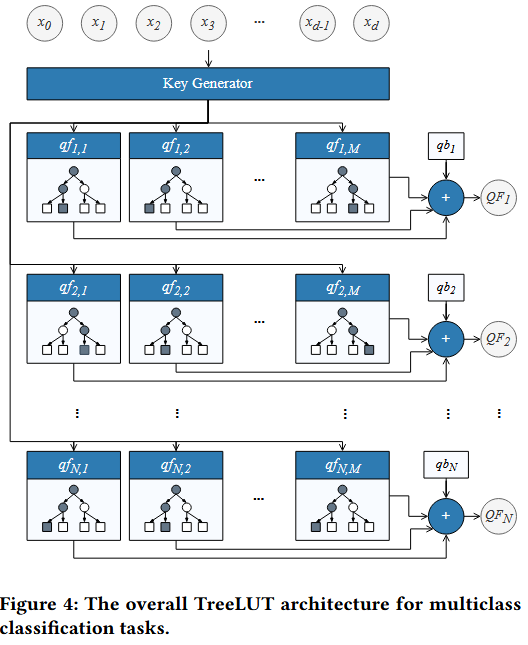 x0 x1 x2 x3 ... xd-1 xd
Key Generator
qf1,1 qf1,2 ... qf1,M qb1
+ QF1
qf2,1 qf2,2 ... qf2,M qb2
+ QF2
qfN,1 qfN,2 ... qfN,M qbN
+ QFN
Figure 4: The overall TreeLUT architecture for multiclass
classification tasks.